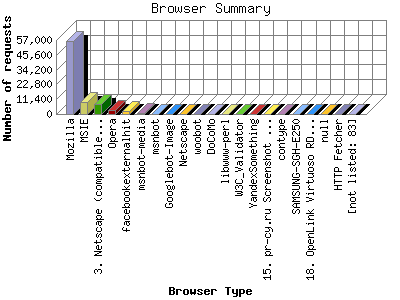 Browser Summary
Number of requests
57,000
45,600
34,200
22,800
11,400
0
Mozilla
MSIE
3. Netscape (compatible...
Opera
facebookexternalhit
msnbot-media
msnbot
Googlebot-Image
Netscape
woobot
DoCoMo
libwww-perl
W3C_Validator
YandexSomething
15. pr-cy.ru Screenshot ...
contype
SAMSUNG-SGH-E250
18. OpenLink Virtuoso RD...
null
HTTP Fetcher
[not listed: 83]
Browser Type